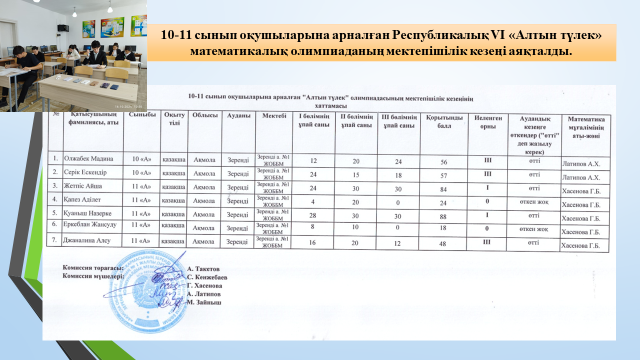 10-11 сынып оқушыларына арналған Республикалық VI «Алтын түлек»
математикалық олимпиаданың мектепішілік кезеңі аяқталды.
10-11 сынып оқушыларына арналған "Алтын түлек" олимпиадасының мектепішілік кезеңінің
хаттамасы
№ Қатысушының фамилиясы, аты Сыныбы Оқыту тілі Облысы Ауданы Мектебі І бөлімнің ұпай саны ІІ бөлімнің ұпай саны ІІІ бөлімнің ұпай саны Қорытынды балл Иеленген орны Аудандық кезеңге өткендер ("өтті" деп жазылу керек) Математика мұғалімінің аты-жөні
1. Олжабек Мадина 10 «А» қазақша Ақмола Зеренді Зеренді а. №1 ЖОББМ 12 20 24 56 ІІІ өтті Латипов А.Х.
2. Серік Ескендір 10 «А» қазақша Ақмола Зеренді Зеренді а. №1 ЖОББМ 24 15 18 57 ІІІ өтті Латипов А.Х.
3. Жетпіс Айша 11 «А» қазақша Ақмола Зеренді Зеренді а. №1 ЖОББМ 24 30 30 84 І өтті Хасенова Г.Б.
4. Қапез Аділет 11 «А» қазақша Ақмола Зеренді Зеренді а. №1 ЖОББМ 4 20 0 24 0 өткен жоқ Хасенова Г.Б.
5. Қуаныш Назерке 11 «А» қазақша Ақмола Зеренді Зеренді а. №1 ЖОББМ 28 30 30 88 І өтті Хасенова Г.Б.
6. Еркебlан Жансулу 11 «А» қазақша Ақмола Зеренді Зеренді а. №1 ЖОББМ 8 10 0 18 0 өткен жоқ Хасенова Г.Б.
7. Джамалина Алсу 11 «А» қазақша Ақмола Зеренді Зеренді а. №1 ЖОББМ 16 20 12 48 ІІІ өтті Хасенова Г.Б.
Комиссия төрағасы: А. Такетов
Комиссия мүшелері: С. Кенжебаев
Г. Хасенова
А. Латипов
М. Зайныш